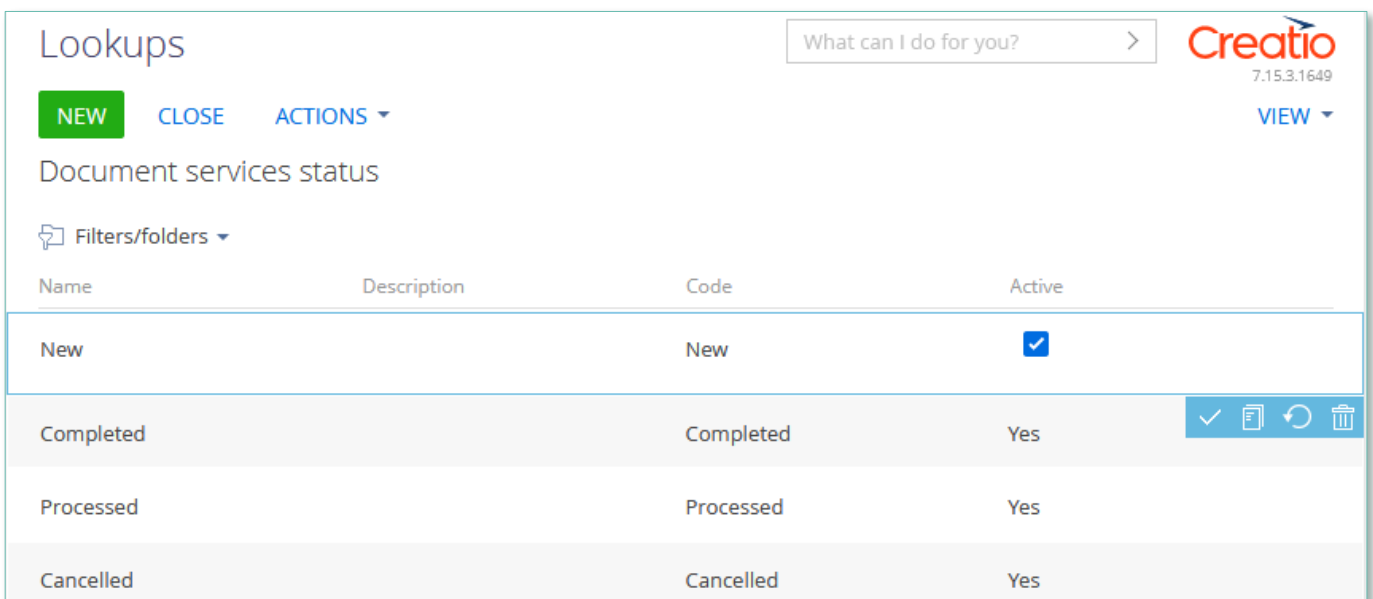 Lookups
What can I do for you?
Creatio
7.15.3.1649
NEW CLOSE ACTIONS VIEW
Document services status
Filters/folders
Name Description Code Active
New New
Completed Completed Yes
Processed Processed Yes
Cancelled Cancelled Yes